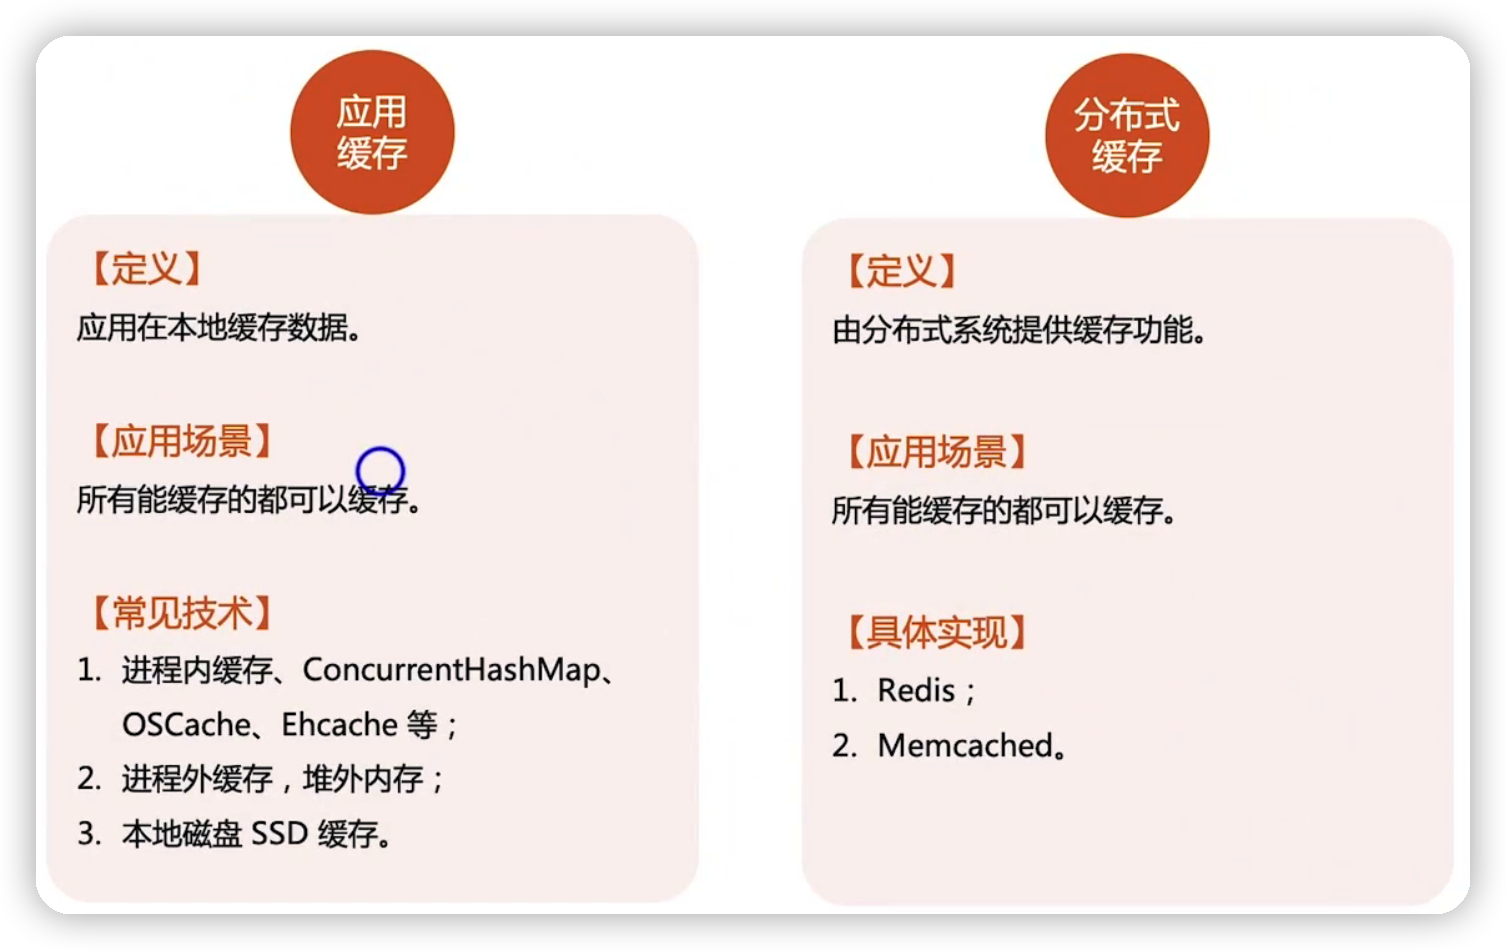 应用
缓存
【定义】
应用在本地缓存数据。
【应用场景】
所有能缓存的都可以缓存。
【常见技术】
1. 进程内缓存、ConcurrentHashMap、
OSCache、Ehcache 等；
2. 进程外缓存，堆外内存；
3. 本地磁盘 SSD 缓存。
分布式
缓存
【定义】
由分布式系统提供缓存功能。
【应用场景】
所有能缓存的都可以缓存。
【具体实现】
1. Redis；
2. Memcached。